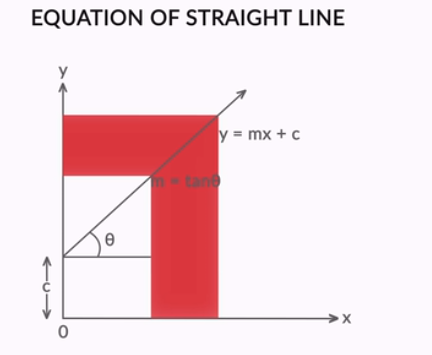 EQUATION OF STRAIGHT LINE
y
y = mx + c
m = tanθ
θ
c
x
0